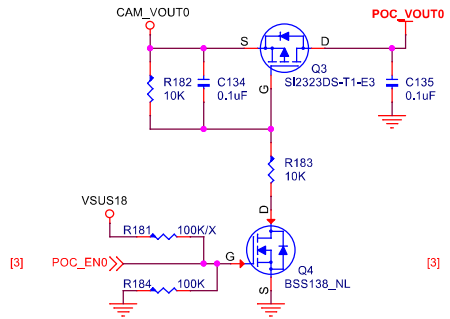 CAM_VOUT0
POC_VOUT0
S
D
R182
10K
C134
0.1uF
Q3
SI2323DS-T1-E3
G
C135
0.1uF
R183
10K
VSUS18
D
R181
100K/X
[3]
POC_EN0
G
[3]
Q4
R184
100K
BSS138_NL
S